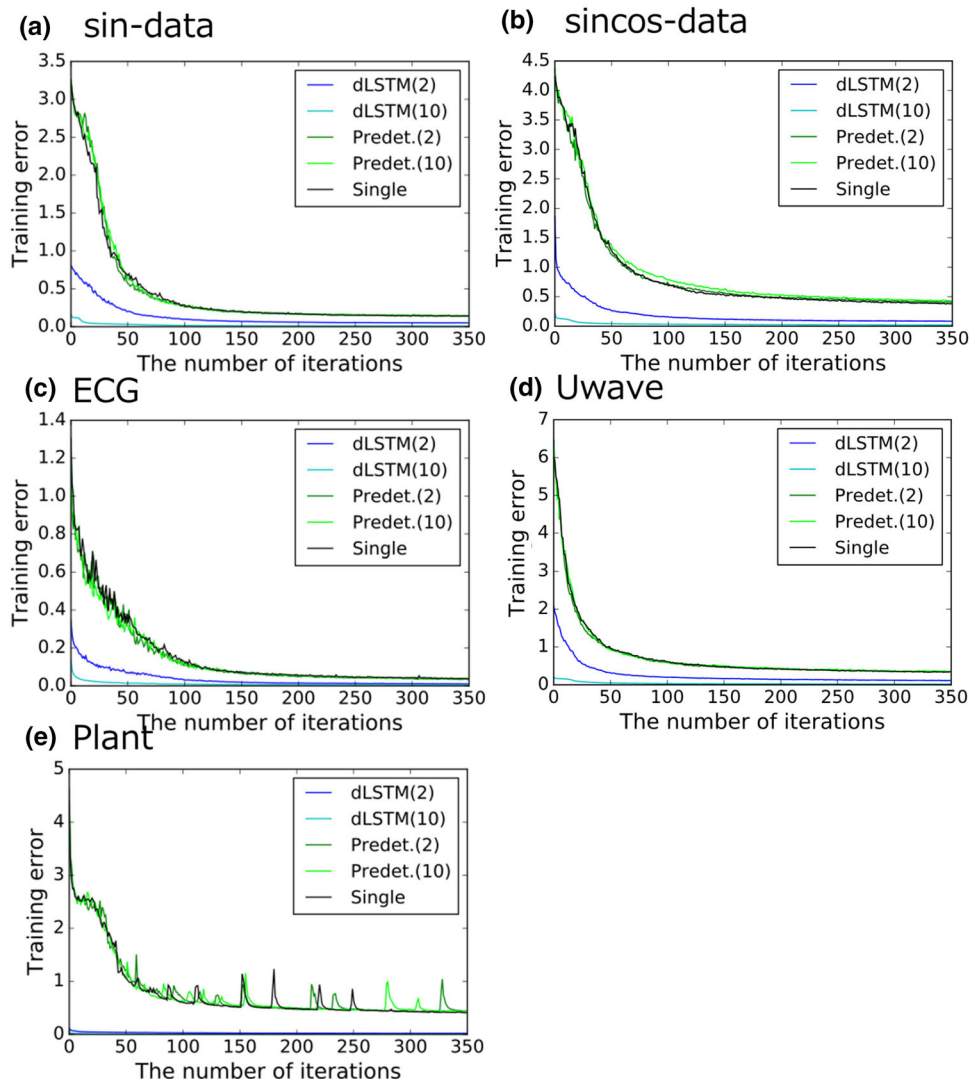 (a) sin-data
3.5
3.0
2.5
2.0
1.5
1.0
0.5
0.0
Training error
dLSTM(2)
dLSTM(10)
Predet.(2)
Predet.(10)
Single
0 50 100 150 200 250 300 350
The number of iterations
(b) sincos-data
4.5
4.0
3.5
3.0
2.5
2.0
1.5
1.0
0.5
0.0
Training error
dLSTM(2)
dLSTM(10)
Predet.(2)
Predet.(10)
Single
0 50 100 150 200 250 300 350
The number of iterations
(c) ECG
1.4
1.2
1.0
0.8
0.6
0.4
0.2
0.0
Training error
dLSTM(2)
dLSTM(10)
Predet.(2)
Predet.(10)
Single
0 50 100 150 200 250 300 350
The number of iterations
(d) Uwave
7
6
5
4
3
2
1
0
Training error
dLSTM(2)
dLSTM(10)
Predet.(2)
Predet.(10)
Single
0 50 100 150 200 250 300 350
The number of iterations
(e) Plant
5
4
3
2
1
0
Training error
dLSTM(2)
dLSTM(10)
Predet.(2)
Predet.(10)
Single
0 50 100 150 200 250 300 350
The number of iterations